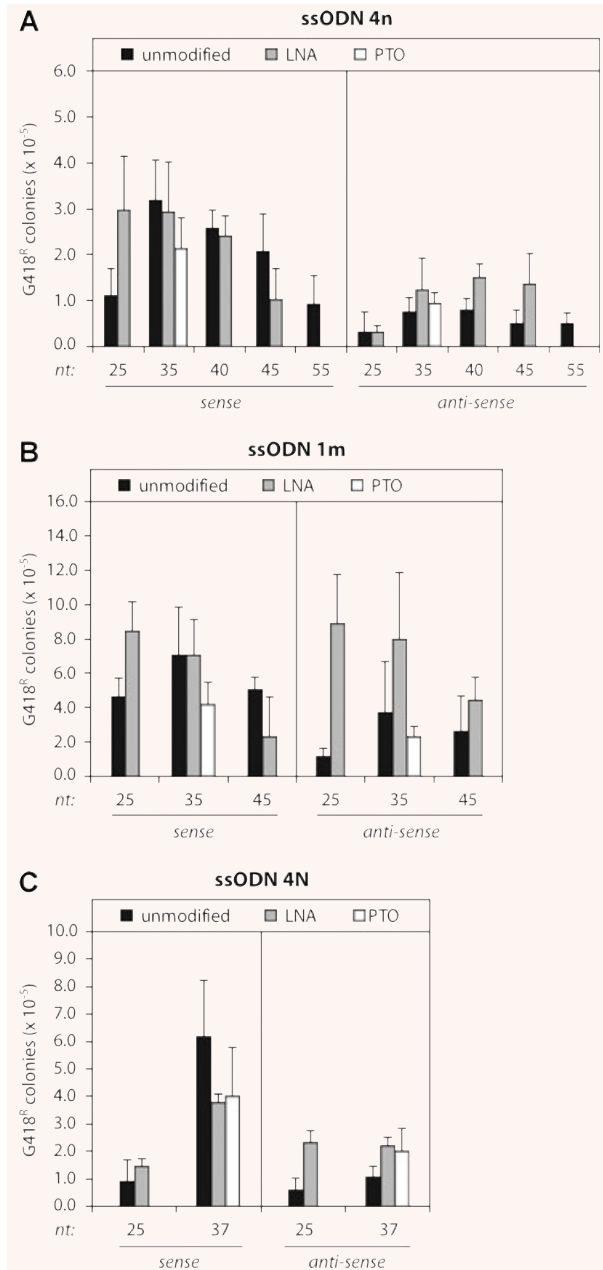 A
ssODN 4n
unmodified LNA PTO
G418R colonies (x 10-5)
6.0
5.0
4.0
3.0
2.0
1.0
0.0
nt: 25 35 40 45 55 25 35 40 45 55
sense anti-sense
B
ssODN 1m
unmodified LNA PTO
G418R colonies (x 10-5)
16.0
14.0
12.0
10.0
8.0
6.0
4.0
2.0
0.0
nt: 25 35 45 25 35 45
sense anti-sense
C
ssODN 4N
unmodified LNA PTO
G418R colonies (x 10-5)
10.0
9.0
8.0
7.0
6.0
5.0
4.0
3.0
2.0
1.0
0.0
nt: 25 37 25 37
sense anti-sense